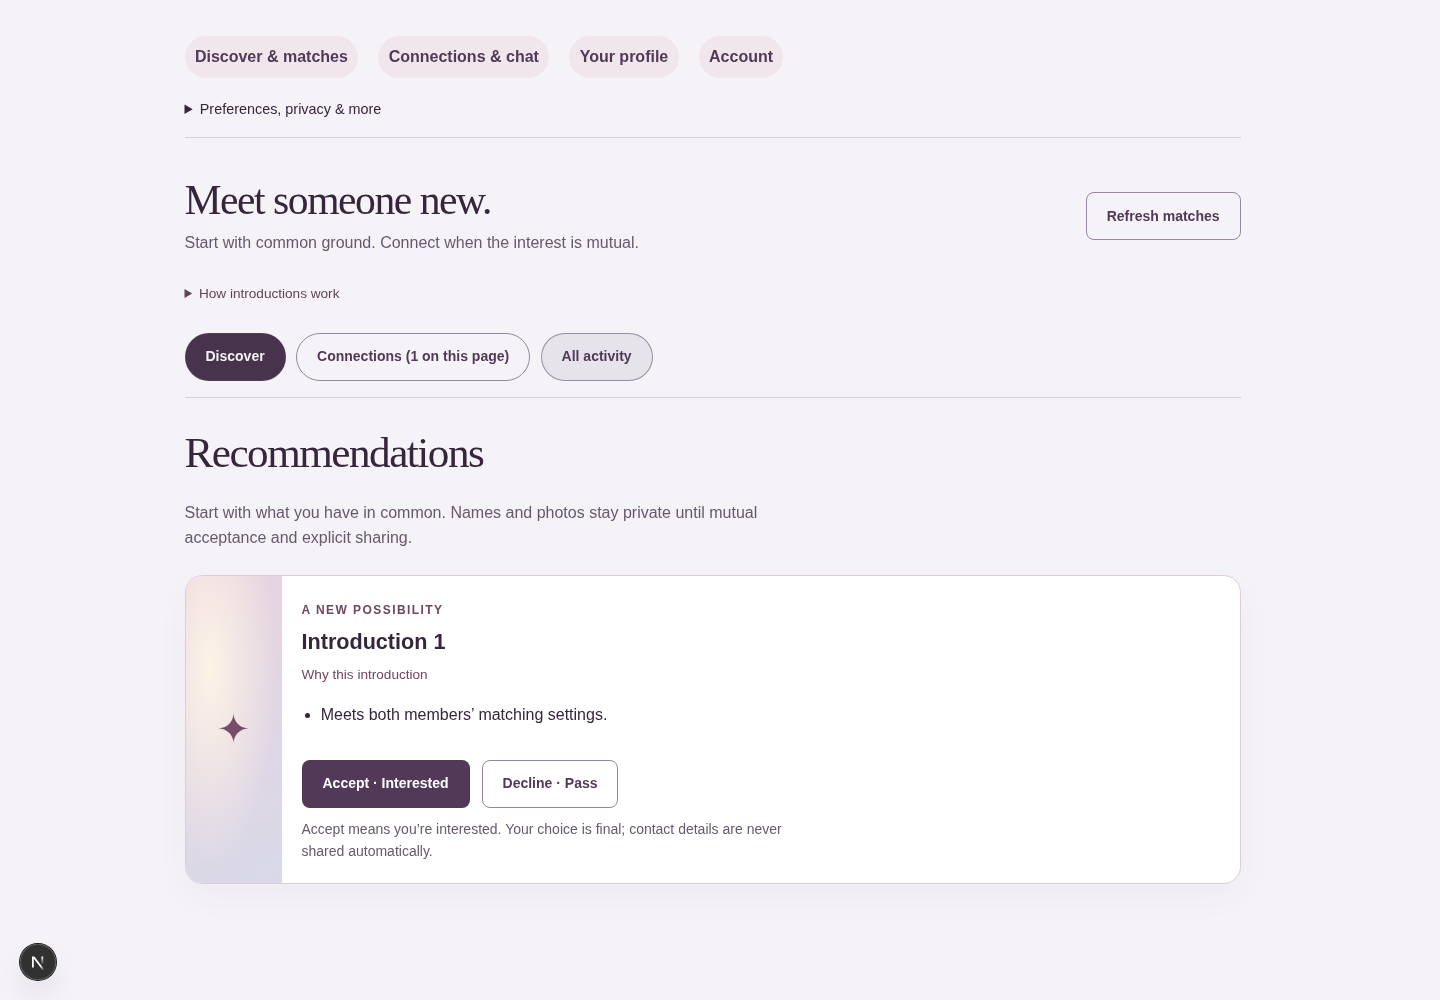 Discover & matches
Connections & chat
Your profile
Account
Preferences, privacy & more
Meet someone new.
Refresh matches
Start with common ground. Connect when the interest is mutual.
How introductions work
Discover
Connections (1 on this page)
All activity
Recommendations
Start with what you have in common. Names and photos stay private until mutual
acceptance and explicit sharing.
A NEW POSSIBILITY
Introduction 1
Why this introduction
• Meets both members’ matching settings.
Accept · Interested
Decline · Pass
Accept means you’re interested. Your choice is final; contact details are never
shared automatically.
N